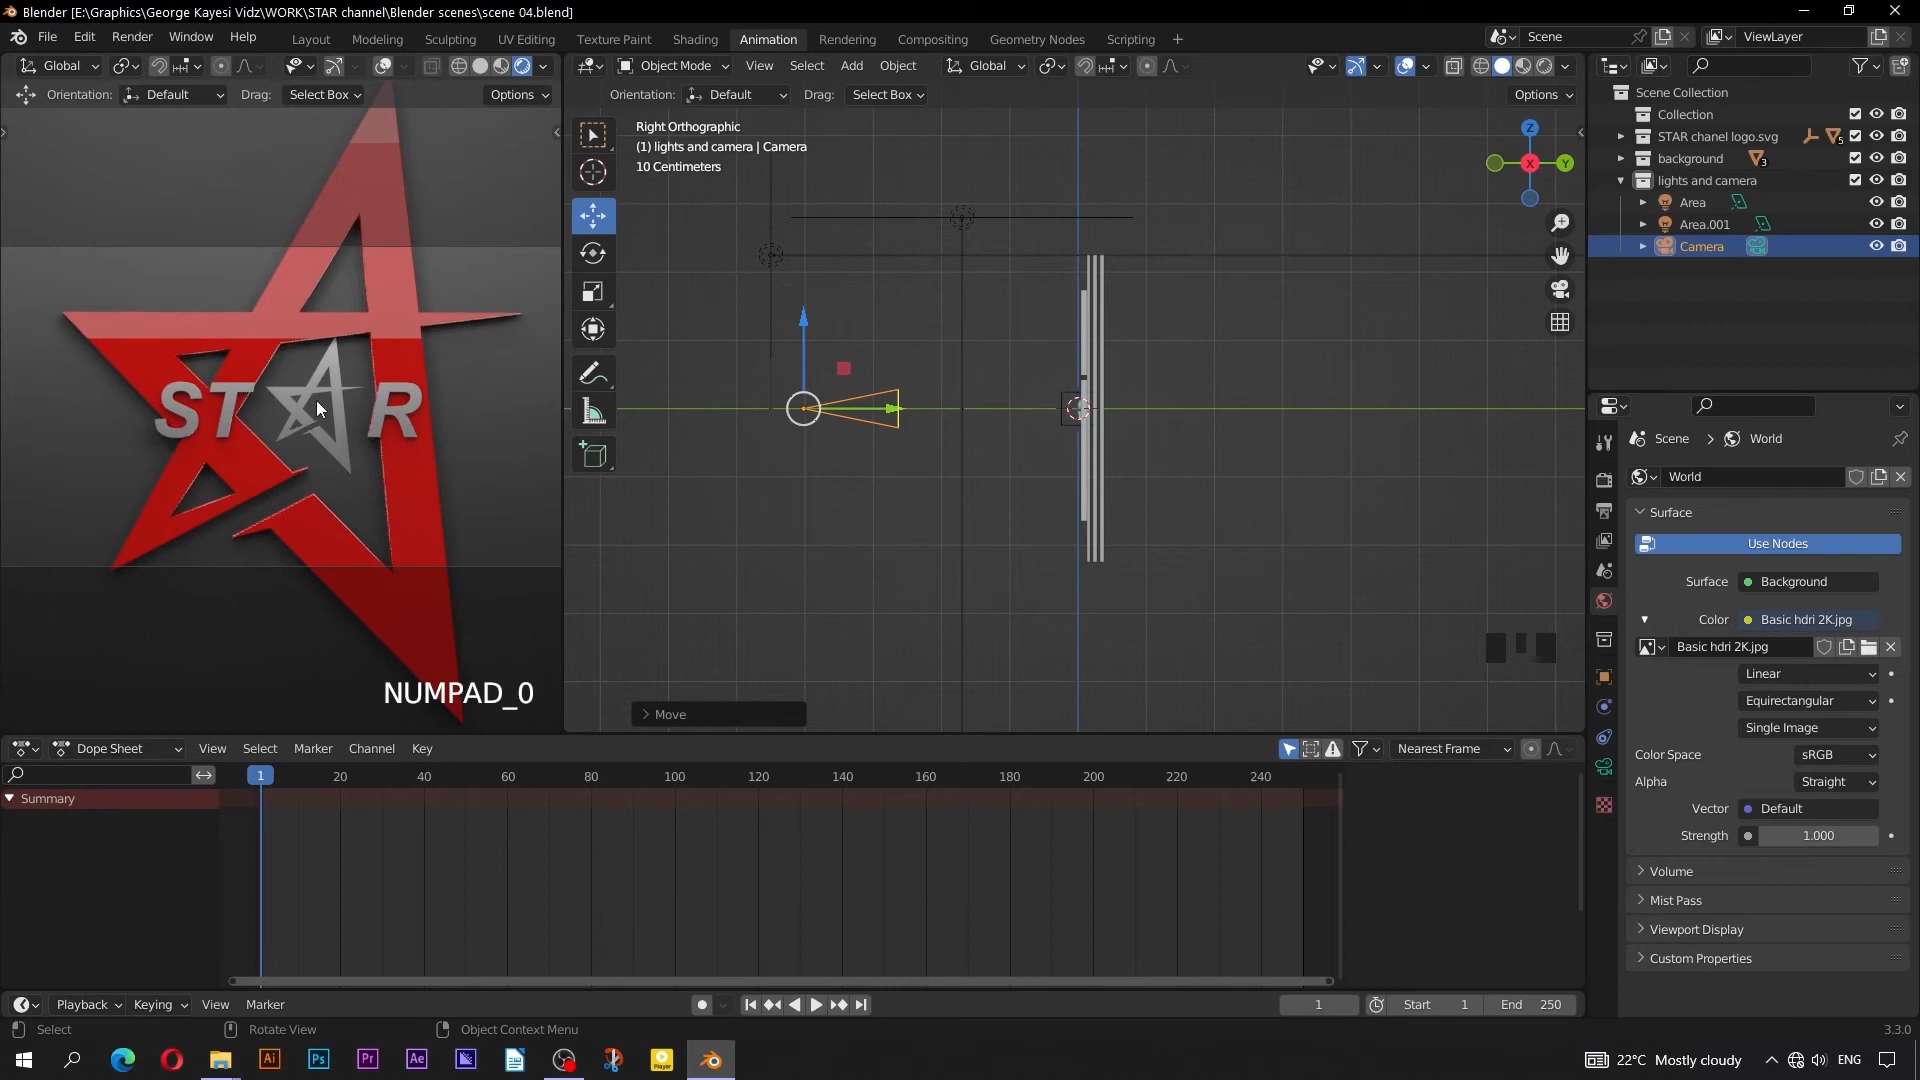 Blender [E:\Graphics\George Kayesi Vidz\WORK\STAR channel\Blender scenes\scene 04.blend]
File Edit Render Window Help Layout Modeling Sculpting UV Editing Texture Paint Shading Animation Rendering Compositing Geometry Nodes Scripting + Scene ViewLayer
Global Object Mode View Select Add Object Global
Orientation: Default Drag: Select Box Options Orientation: Default Drag: Select Box Options
Scene Collection
Collection
STAR chanel logo.svg 5
background 3
lights and camera
Area
Area.001
Camera
Right Orthographic
(1) lights and camera | Camera
10 Centimeters
Z
Y
X
ST R
NUMPAD_0
Move
Scene > World
World
Surface
Use Nodes
Surface Background
Color Basic hdri 2K.jpg
Basic hdri 2K.jpg
Linear
Equirectangular
Single Image
Color Space sRGB
Alpha Straight
Vector Default
Strength 1.000
Volume
Mist Pass
Viewport Display
Custom Properties
Dope Sheet View Select Marker Channel Key Nearest Frame
1 20 40 60 80 100 120 140 160 180 200 220 240
Summary
Playback Keying View Marker 1 Start 1 End 250
Select Rotate View Object Context Menu 3.3.0
Ai Ps Pr Ae Player 22°C Mostly cloudy ENG